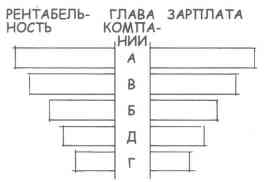 РЕНТАБЕЛЬ- ГЛАВА ЗАРПЛАТА
НОСТЬ КОМПА-
НИИ
А
В
Б
Д
Г